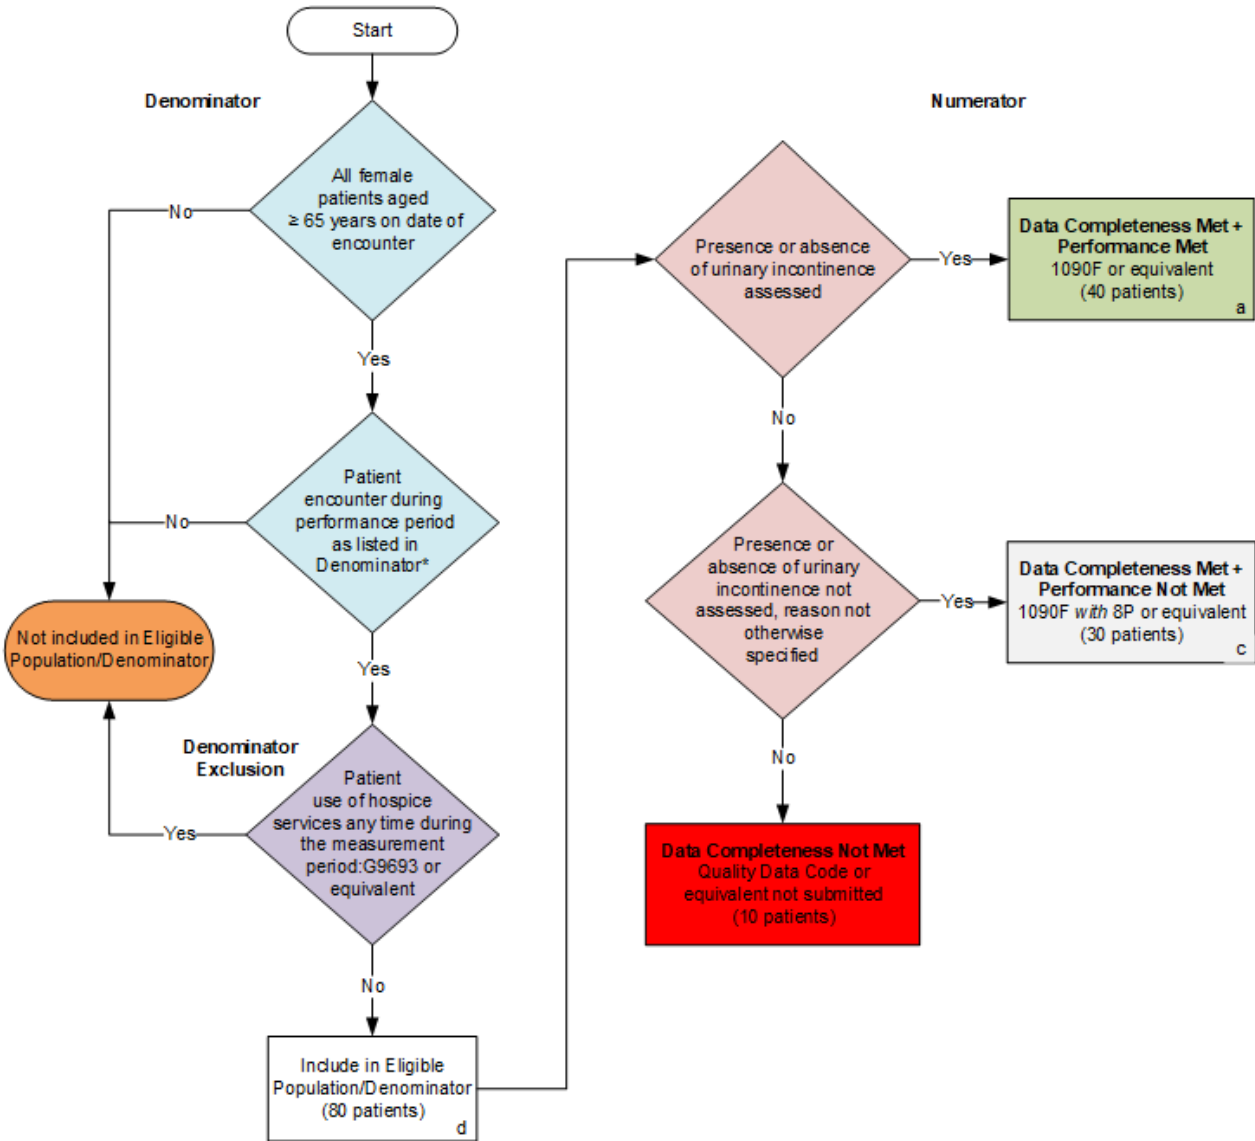 Start
Denominator
All female
patients aged
≥ 65 years on date of
encounter
No
Yes
Patient
encounter during
performance period
as listed in
Denominator*
No
Not included in Eligible
Population/Denominator
Yes
Denominator
Exclusion
Patient
use of hospice
services any time during
the measurement
period:G9693 or
equivalent
Yes
No
Include in Eligible
Population/Denominator
(80 patients)
d
Numerator
Presence or absence
of urinary incontinence
assessed
Yes
Data Completeness Met +
Performance Met
1090F or equivalent
(40 patients)
a
No
Presence or
absence of urinary
incontinence not
assessed, reason not
otherwise
specified
Yes
Data Completeness Met +
Performance Not Met
1090F with 8P or equivalent
(30 patients)
c
No
Data Completeness Not Met
Quality Data Code or
equivalent not submitted
(10 patients)